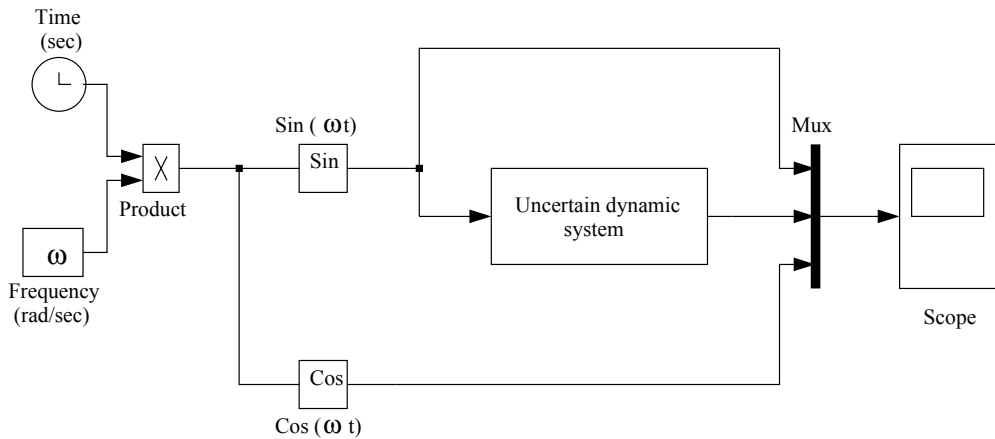 Time
(sec)
Sin ( ωt)
Mux
Sin
X
Product
Uncertain dynamic
system
ω
Frequency
(rad/sec)
Scope
Cos
Cos (ω t)